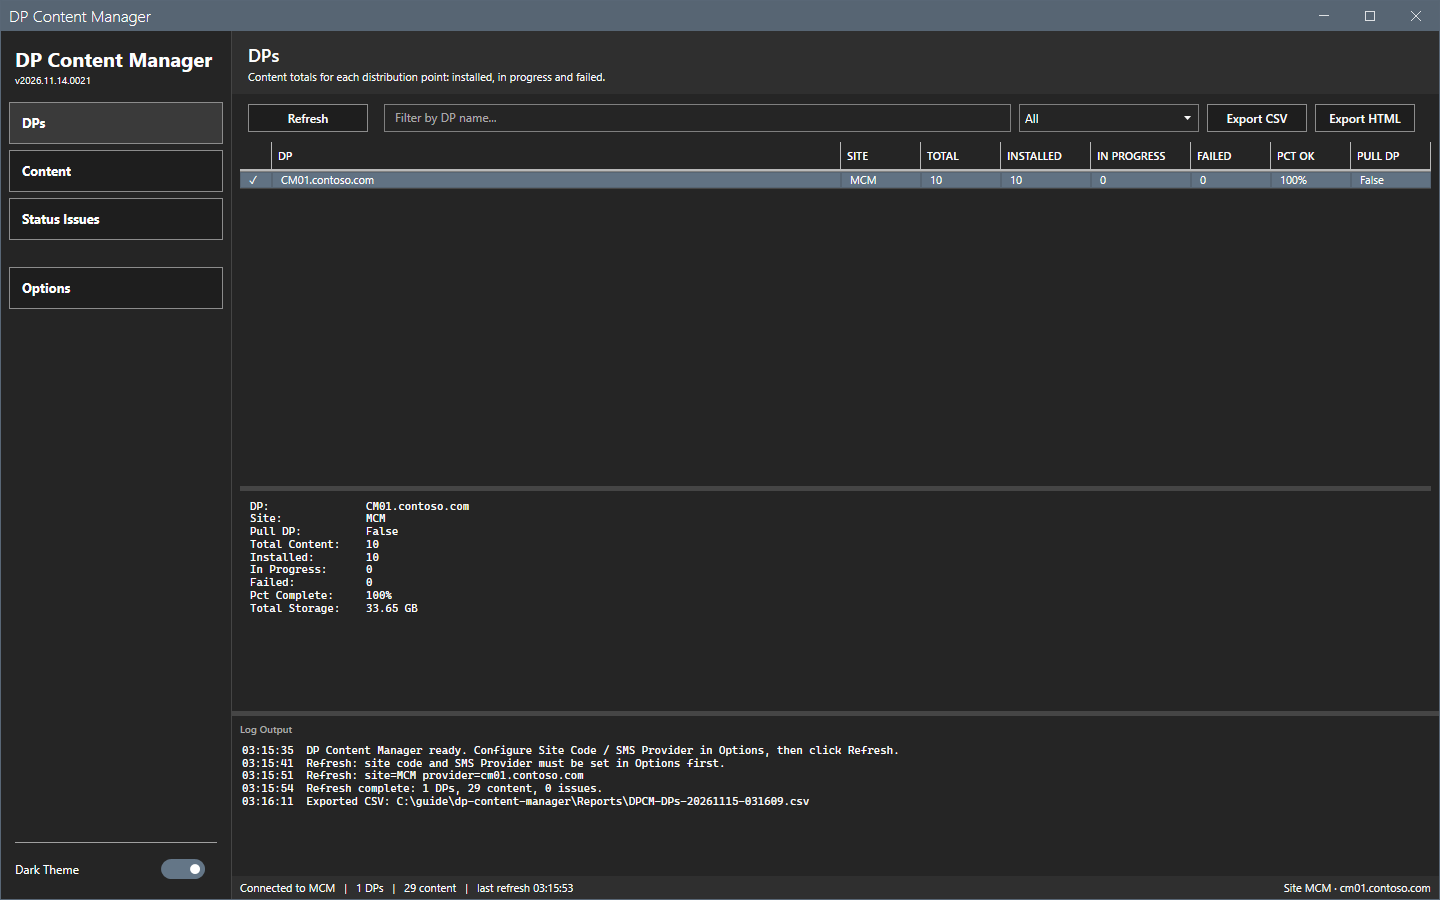 DP Content Manager
DP Content Manager
v2026.11.14.0021
DPs
Content
Status Issues
Options
Dark Theme
DPs
Content totals for each distribution point: installed, in progress and failed.
Refresh
Filter by DP name...
All
Export CSV
Export HTML
DP SITE TOTAL INSTALLED IN PROGRESS FAILED PCT OK PULL DP
✓ CM01.contoso.com MCM 10 10 0 0 100% False
DP: CM01.contoso.com
Site: MCM
Pull DP: False
Total Content: 10
Installed: 10
In Progress: 0
Failed: 0
Pct Complete: 100%
Total Storage: 33.65 GB
Log Output
03:15:35 DP Content Manager ready. Configure Site Code / SMS Provider in Options, then click Refresh.
03:15:41 Refresh: site code and SMS Provider must be set in Options first.
03:15:51 Refresh: site=MCM provider=cm01.contoso.com
03:15:54 Refresh complete: 1 DPs, 29 content, 0 issues.
03:16:11 Exported CSV: C:\guide\dp-content-manager\Reports\DPCM-DPs-20261115-031609.csv
Connected to MCM | 1 DPs | 29 content | last refresh 03:15:53
Site MCM · cm01.contoso.com